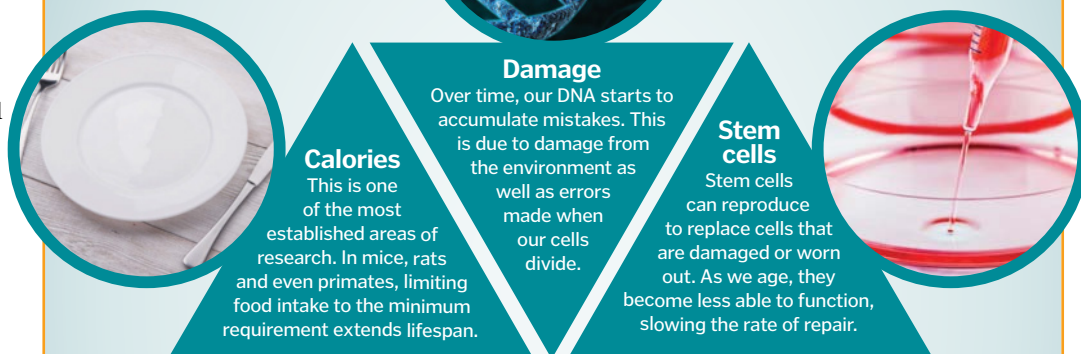 Calories
This is one
of the most
established areas of
research. In mice, rats
and even primates, limiting
food intake to the minimum
requirement extends lifespan.
Damage
Over time, our DNA starts to
accumulate mistakes. This
is due to damage from
the environment as
well as errors
made when
our cells
divide.
Stem
cells
Stem cells
can reproduce
to replace cells that
are damaged or worn
out. As we age, they
become less able to function,
slowing the rate of repair.